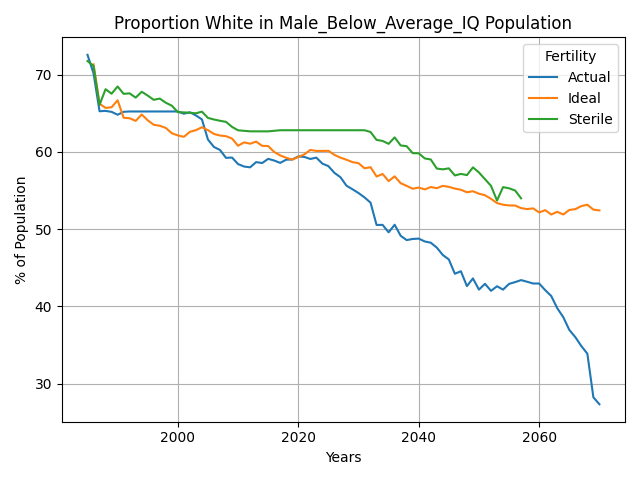 Proportion White in Male_Below_Average_IQ Population
Fertility
Actual
Ideal
Sterile
% of Population
70
60
50
40
30
2000
2020
2040
2060
Years